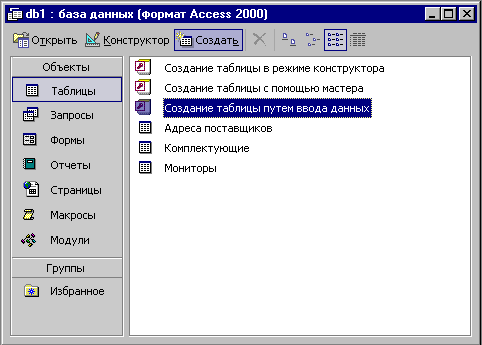 db1 : база данных (формат Access 2000)
Открыть Конструктор Создать
Объекты
Таблицы
Запросы
Формы
Отчеты
Страницы
Макросы
Модули
Группы
Избранное
Создание таблицы в режиме конструктора
Создание таблицы с помощью мастера
Создание таблицы путем ввода данных
Адреса поставщиков
Комплектующие
Мониторы